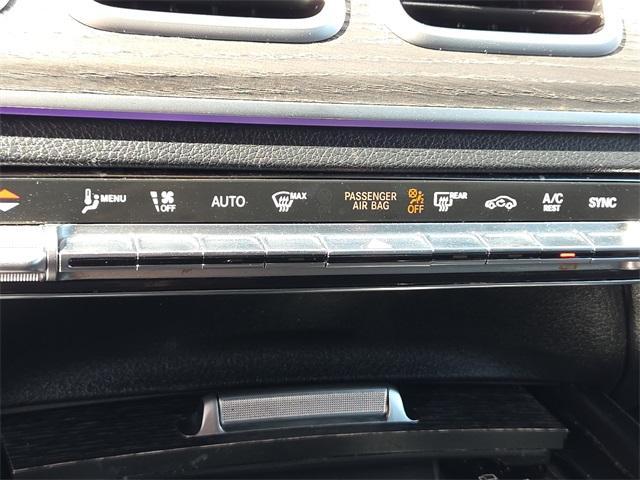 MENU
OFF
AUTO
MAX
PASSENGER
AIR BAG
OFF
REAR
A/C
REST
SYNC